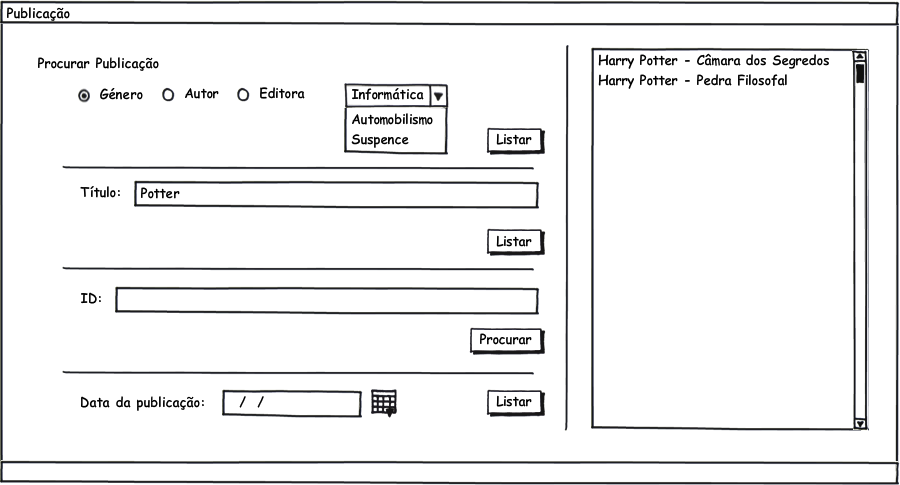 Publicação
Procurar Publicação
Género Autor Editora Informática
Automobilismo
Suspence
Listar
Título: Potter
Listar
ID:
Procurar
Data da publicação: / / Listar
Harry Potter - Câmara dos Segredos
Harry Potter - Pedra Filosofal